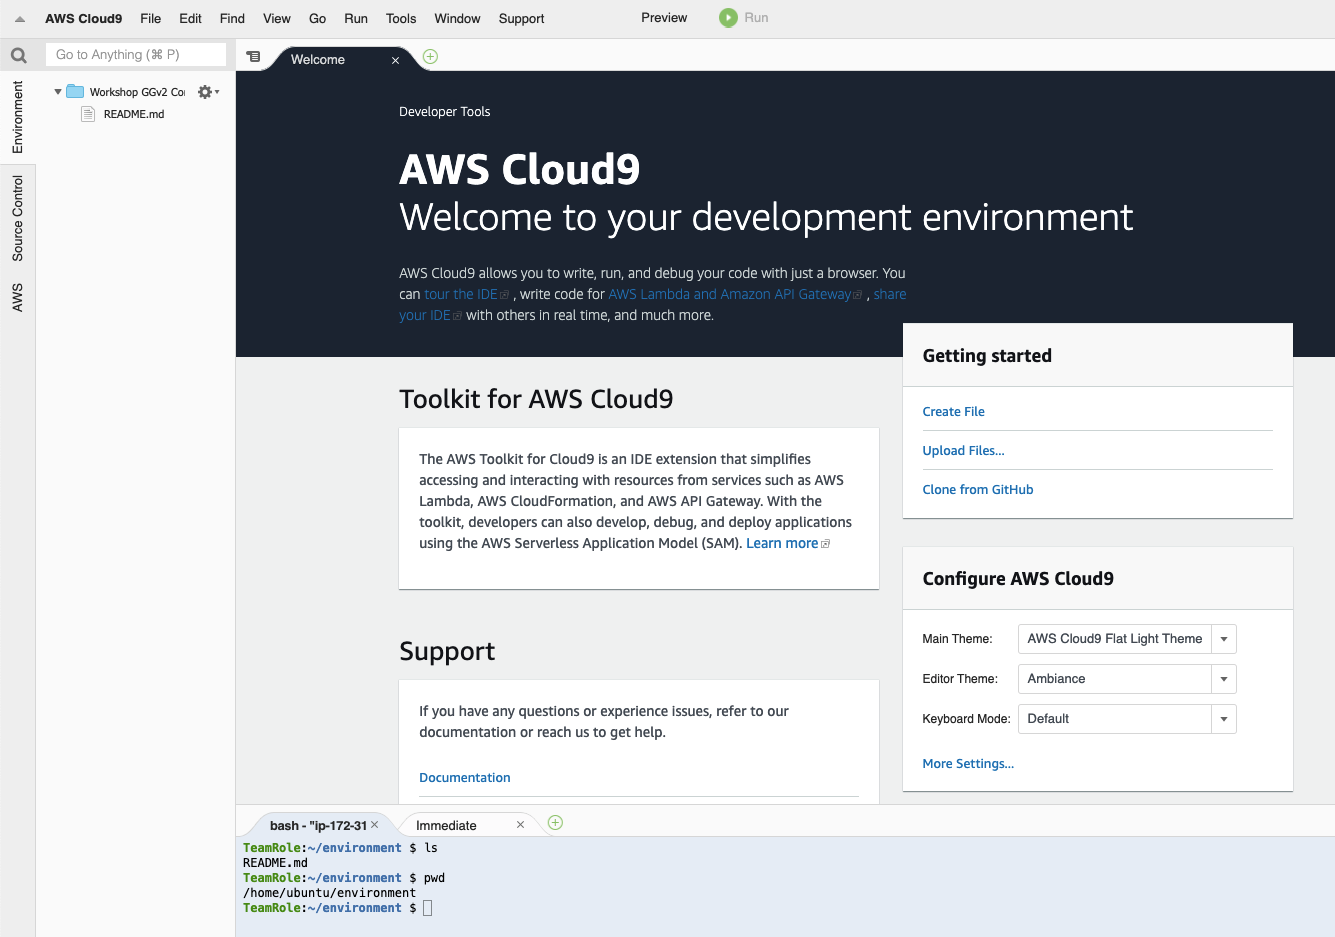 AWS Cloud9 File Edit Find View Go Run Tools Window Support Preview Run
Go to Anything (⌘ P)
Welcome
Environment
Source Control
AWS
Workshop GGv2 Co
README.md
Developer Tools
AWS Cloud9
Welcome to your development environment
AWS Cloud9 allows you to write, run, and debug your code with just a browser. You
can tour the IDE , write code for AWS Lambda and Amazon API Gateway , share
your IDE with others in real time, and much more.
Toolkit for AWS Cloud9
The AWS Toolkit for Cloud9 is an IDE extension that simplifies
accessing and interacting with resources from services such as AWS
Lambda, AWS CloudFormation, and AWS API Gateway. With the
toolkit, developers can also develop, debug, and deploy applications
using the AWS Serverless Application Model (SAM). Learn more
Support
If you have any questions or experience issues, refer to our
documentation or reach us to get help.
Documentation
Getting started
Create File
Upload Files...
Clone from GitHub
Configure AWS Cloud9
Main Theme: AWS Cloud9 Flat Light Theme
Editor Theme: Ambiance
Keyboard Mode: Default
More Settings...
bash - "ip-172-31 Immediate
TeamRole:~/environment $ ls
README.md
TeamRole:~/environment $ pwd
/home/ubuntu/environment
TeamRole:~/environment $